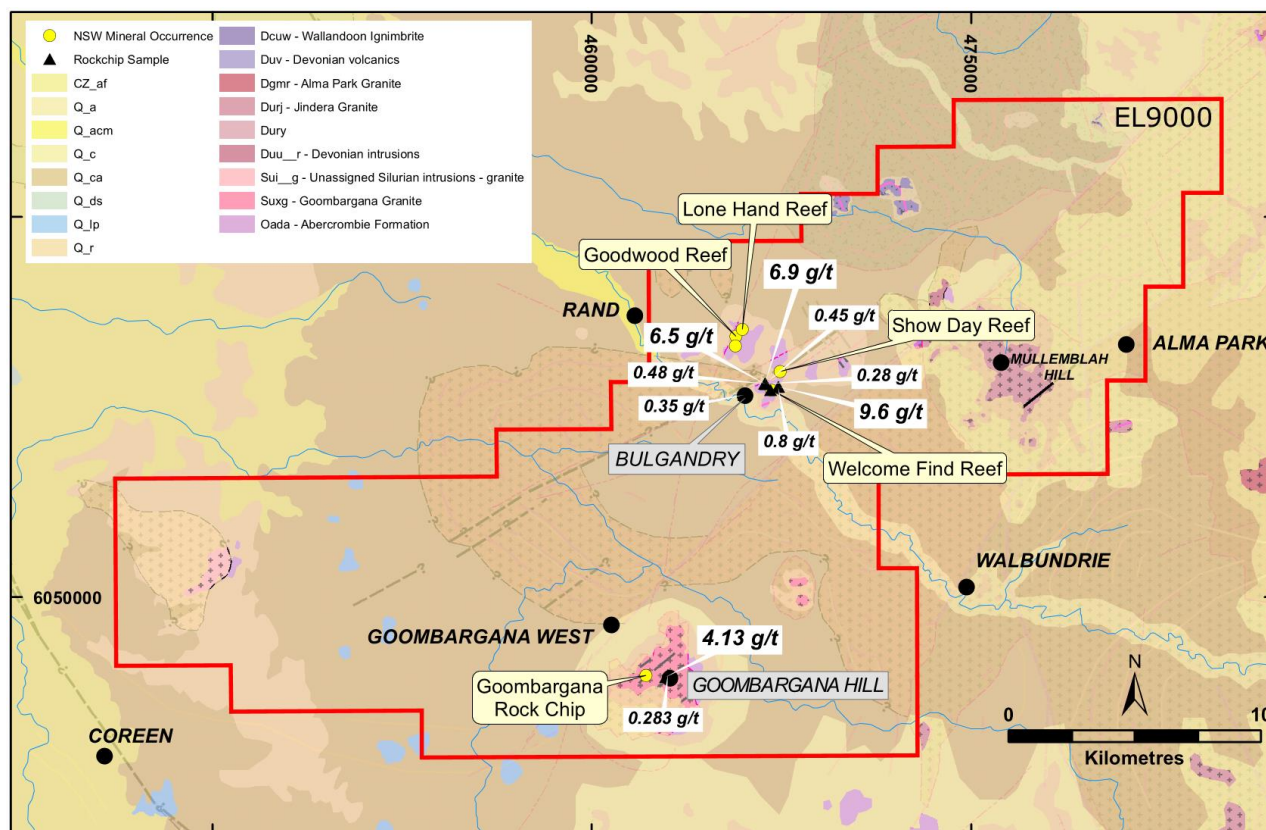 460000
475000
NSW Mineral Occurrence
Rockchip Sample
CZ_af
Q_a
Q_acm
Q_c
Q_ca
Q_ds
Q_lp
Q_r
Dcuw - Wallandoon Ignimbrite
Duv - Devonian volcanics
Dgmr - Alma Park Granite
Durj - Jindera Granite
Dury
Duu__r - Devonian intrusions
Sui__g - Unassigned Silurian intrusions - granite
Suxg - Goombargana Granite
Oada - Abercrombie Formation
EL9000
Lone Hand Reef
Goodwood Reef
6.9 g/t
RAND
0.45 g/t
6.5 g/t
Show Day Reef
ALMA PARK
MULLEMBLAH
HILL
0.48 g/t
0.28 g/t
0.35 g/t
9.6 g/t
0.8 g/t
BULGANDRY
Welcome Find Reef
WALBUNDRIE
6050000
GOOMBARGANA WEST
4.13 g/t
GOOMBARGANA HILL
Goombargana
Rock Chip
0.283 g/t
N
COREEN
0
10
Kilometres